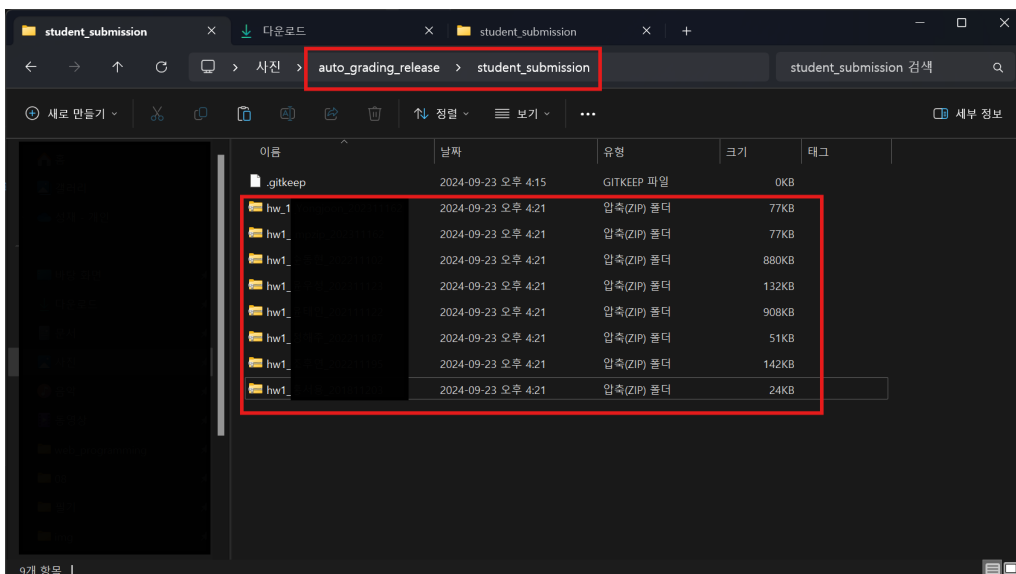 student_submission 다운로드 student_submission
사진 > auto_grading_release > student_submission student_submission 검색
새로 만들기 정렬 보기 ... 세부 정보
이름 날짜 유형 크기 태그
.gitkeep 2024-09-23 오후 4:15 GITKEEP 파일 0KB
hw_1 2024-09-23 오후 4:21 압축(ZIP) 폴더 77KB
hw1_ 2024-09-23 오후 4:21 압축(ZIP) 폴더 77KB
hw1_ 2024-09-23 오후 4:21 압축(ZIP) 폴더 880KB
hw1_ 2024-09-23 오후 4:21 압축(ZIP) 폴더 132KB
hw1_ 2024-09-23 오후 4:21 압축(ZIP) 폴더 908KB
hw1_ 2024-09-23 오후 4:21 압축(ZIP) 폴더 51KB
hw1_ 2024-09-23 오후 4:21 압축(ZIP) 폴더 142KB
hw1_ 2024-09-23 오후 4:21 압축(ZIP) 폴더 24KB
9개 항목